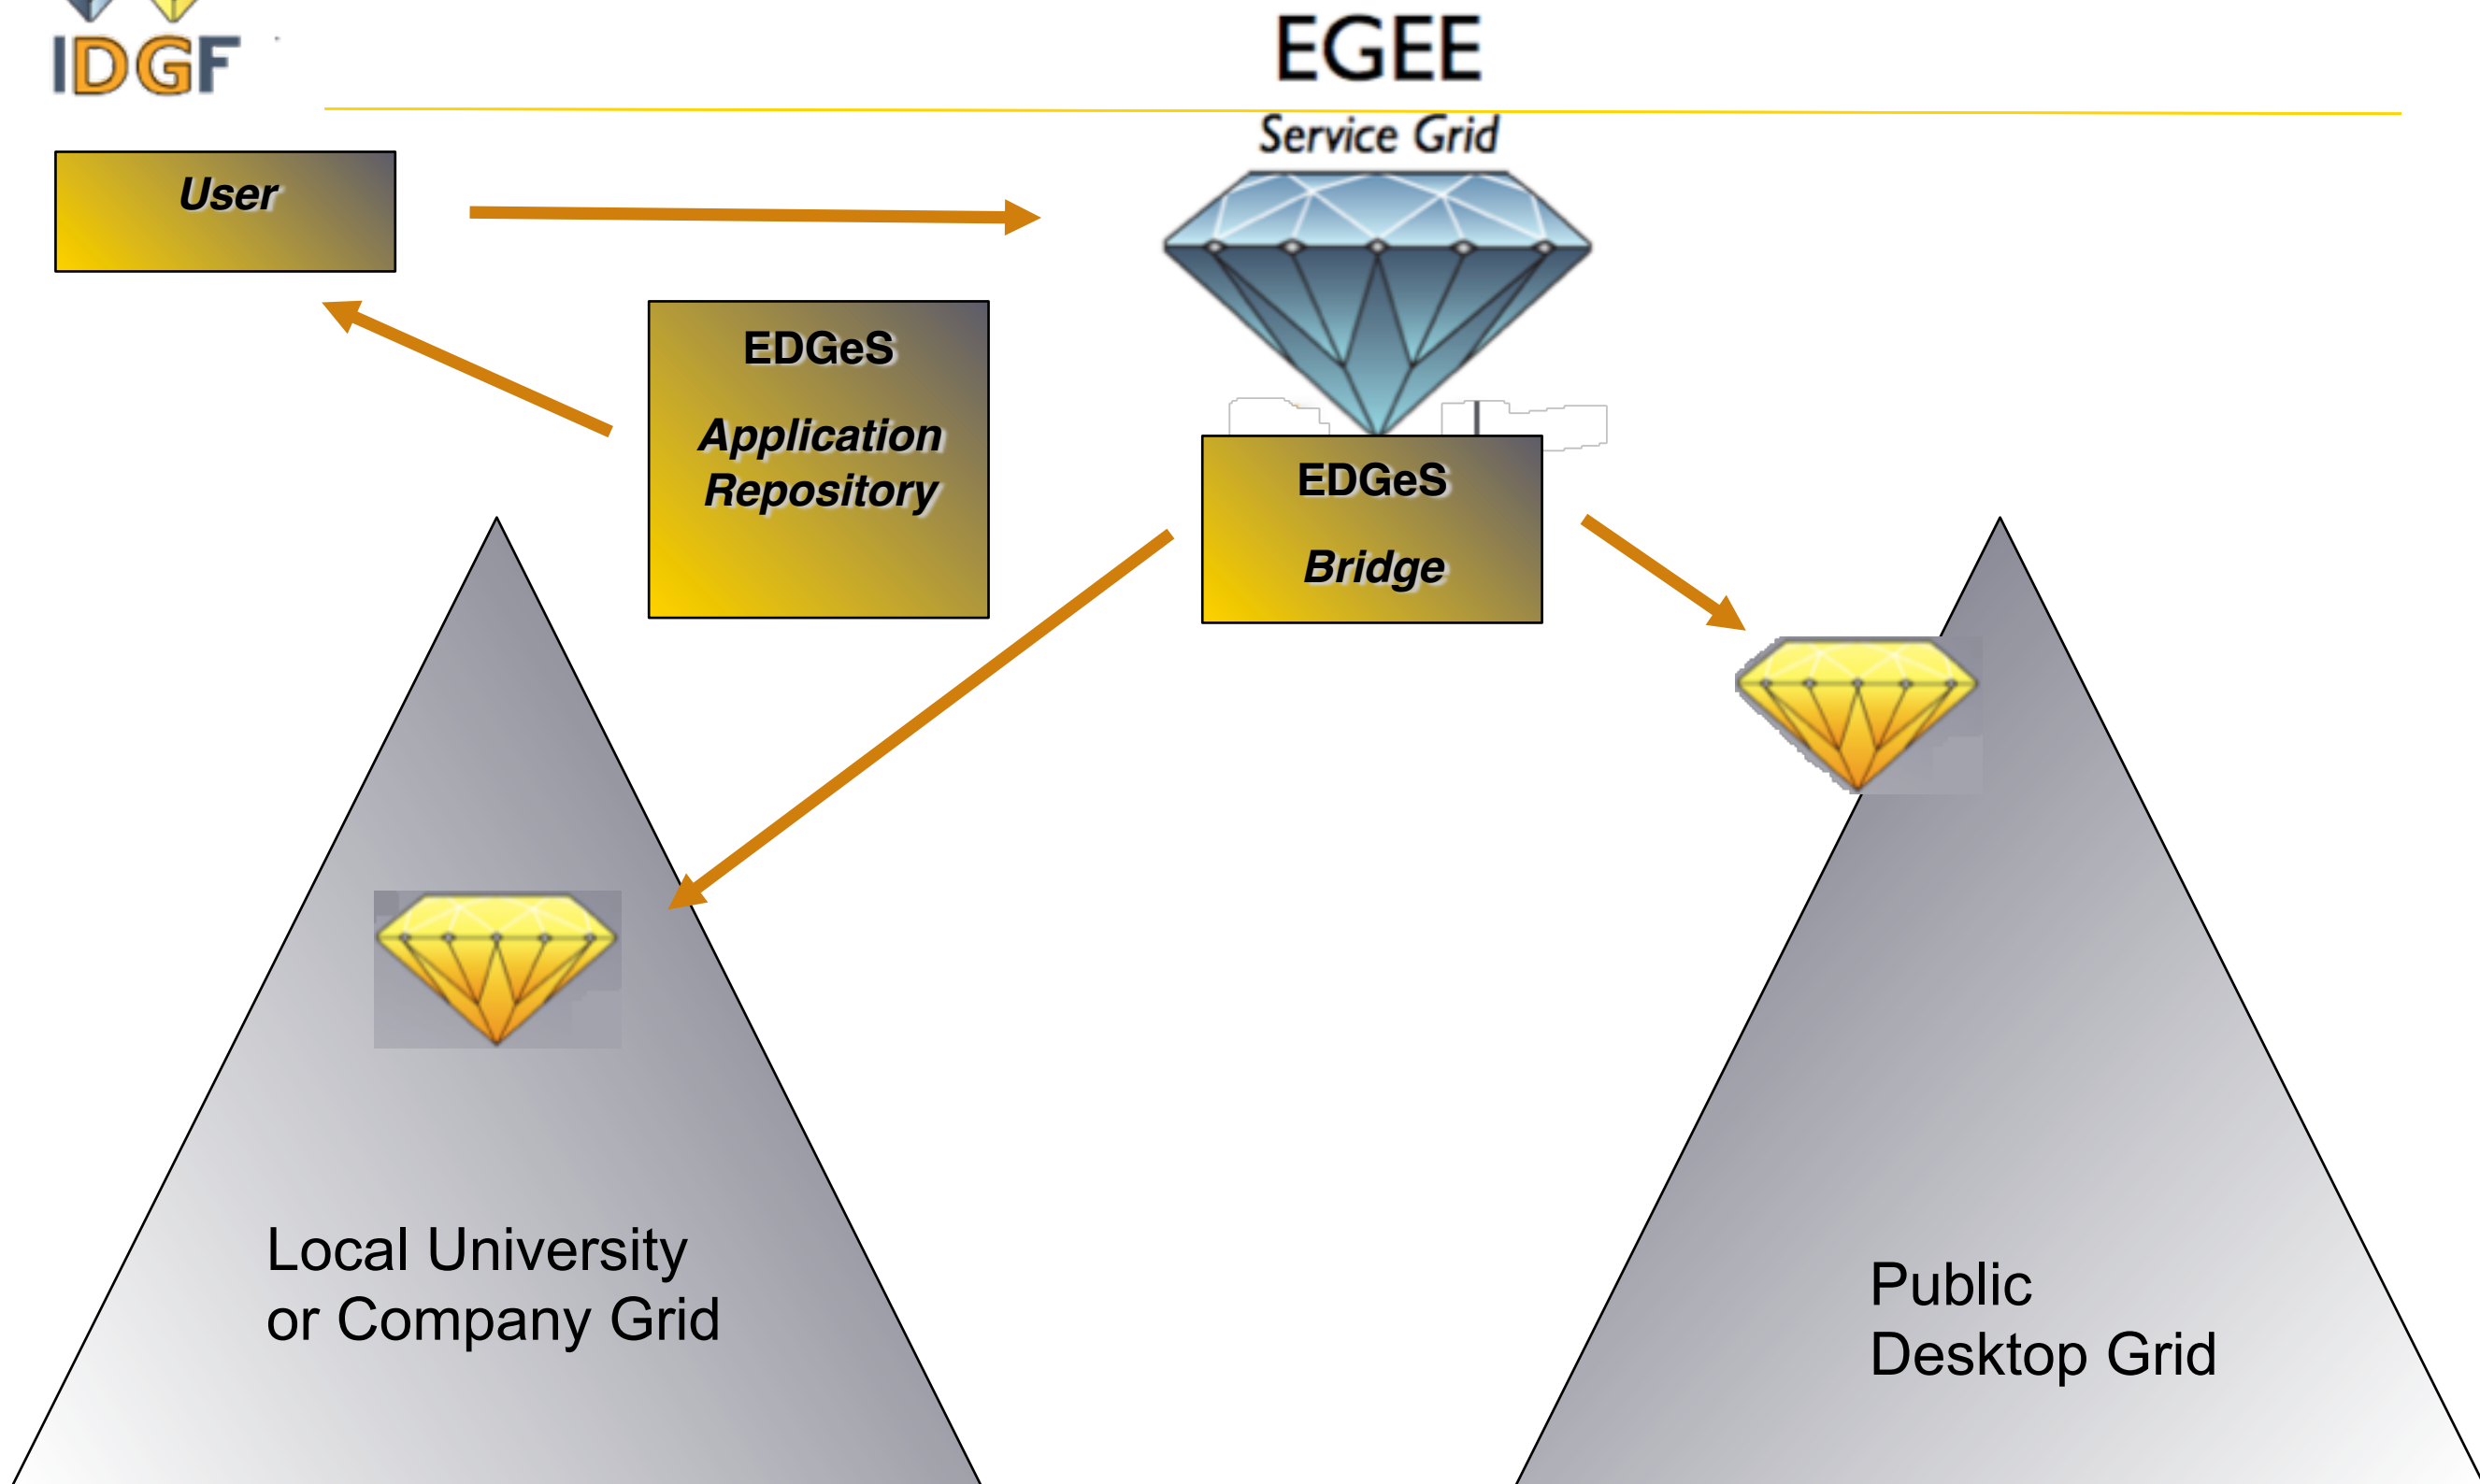 IDGF
EGEE
Service Grid
User
EDGeS
Application
Repository
EDGeS
Bridge
Local University
or Company Grid
Public
Desktop Grid